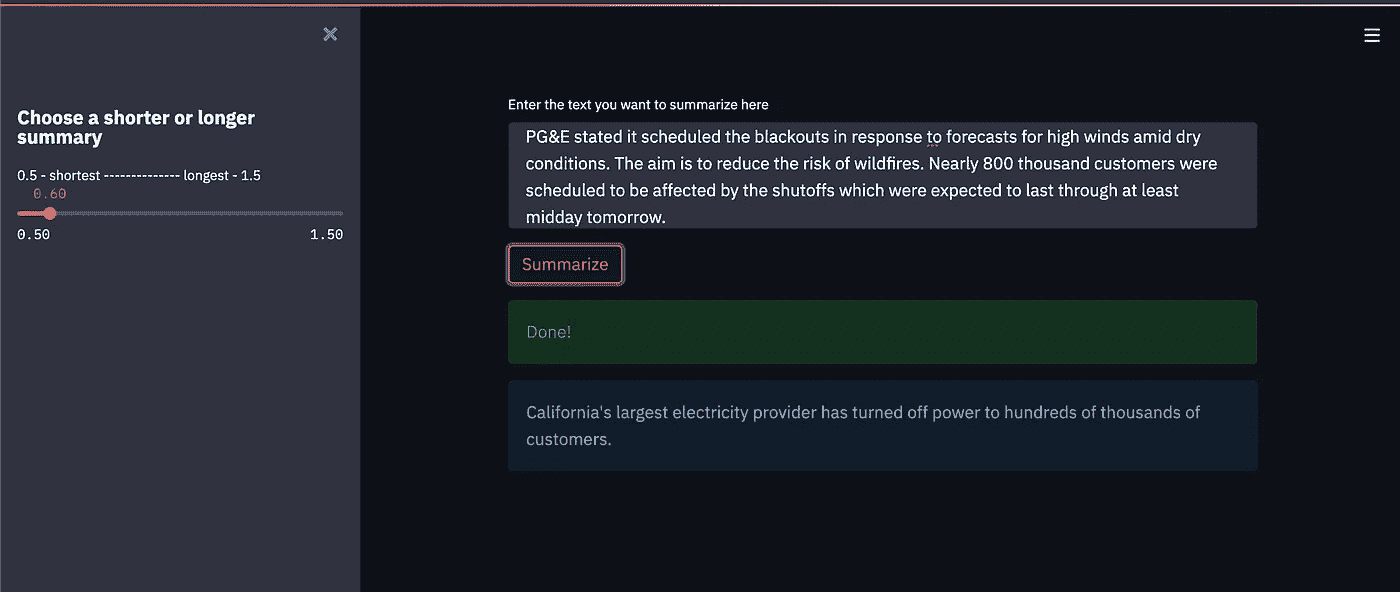 Choose a shorter or longer
summary
0.5 - shortest -------------- longest - 1.5
0.60
0.50 1.50
Enter the text you want to summarize here
PG&E stated it scheduled the blackouts in response to forecasts for high winds amid dry
conditions. The aim is to reduce the risk of wildfires. Nearly 800 thousand customers were
scheduled to be affected by the shutoffs which were expected to last through at least
midday tomorrow.
Summarize
Done!
California's largest electricity provider has turned off power to hundreds of thousands of
customers.